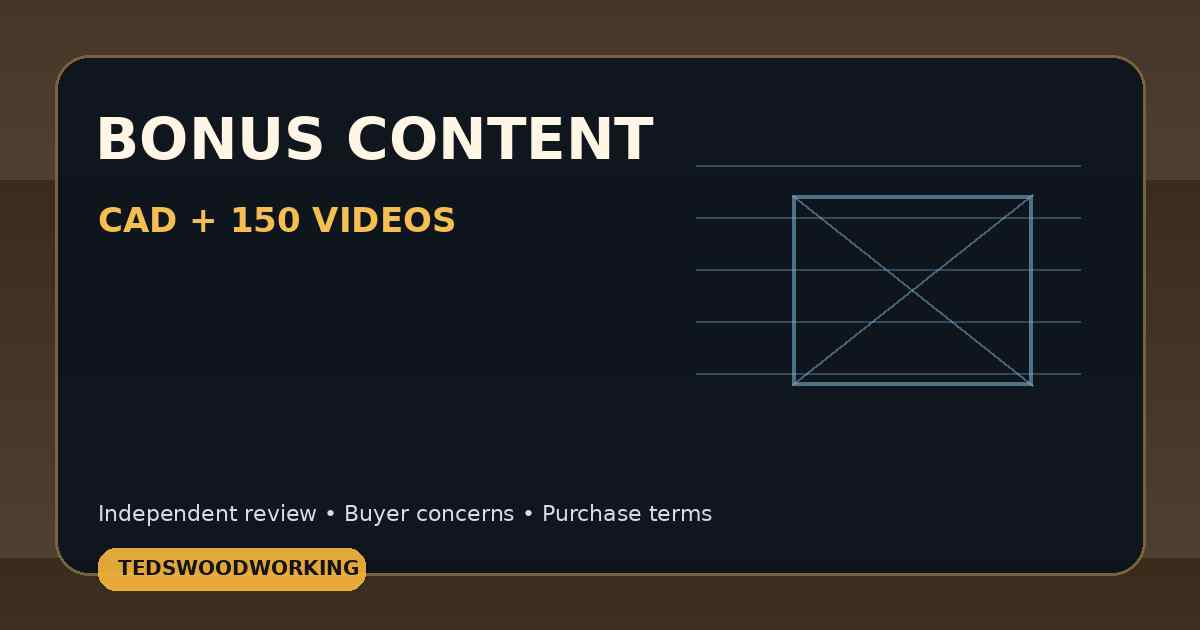 BONUS CONTENT
CAD + 150 VIDEOS
Independent review • Buyer concerns • Purchase terms
TEDSWOODWORKING